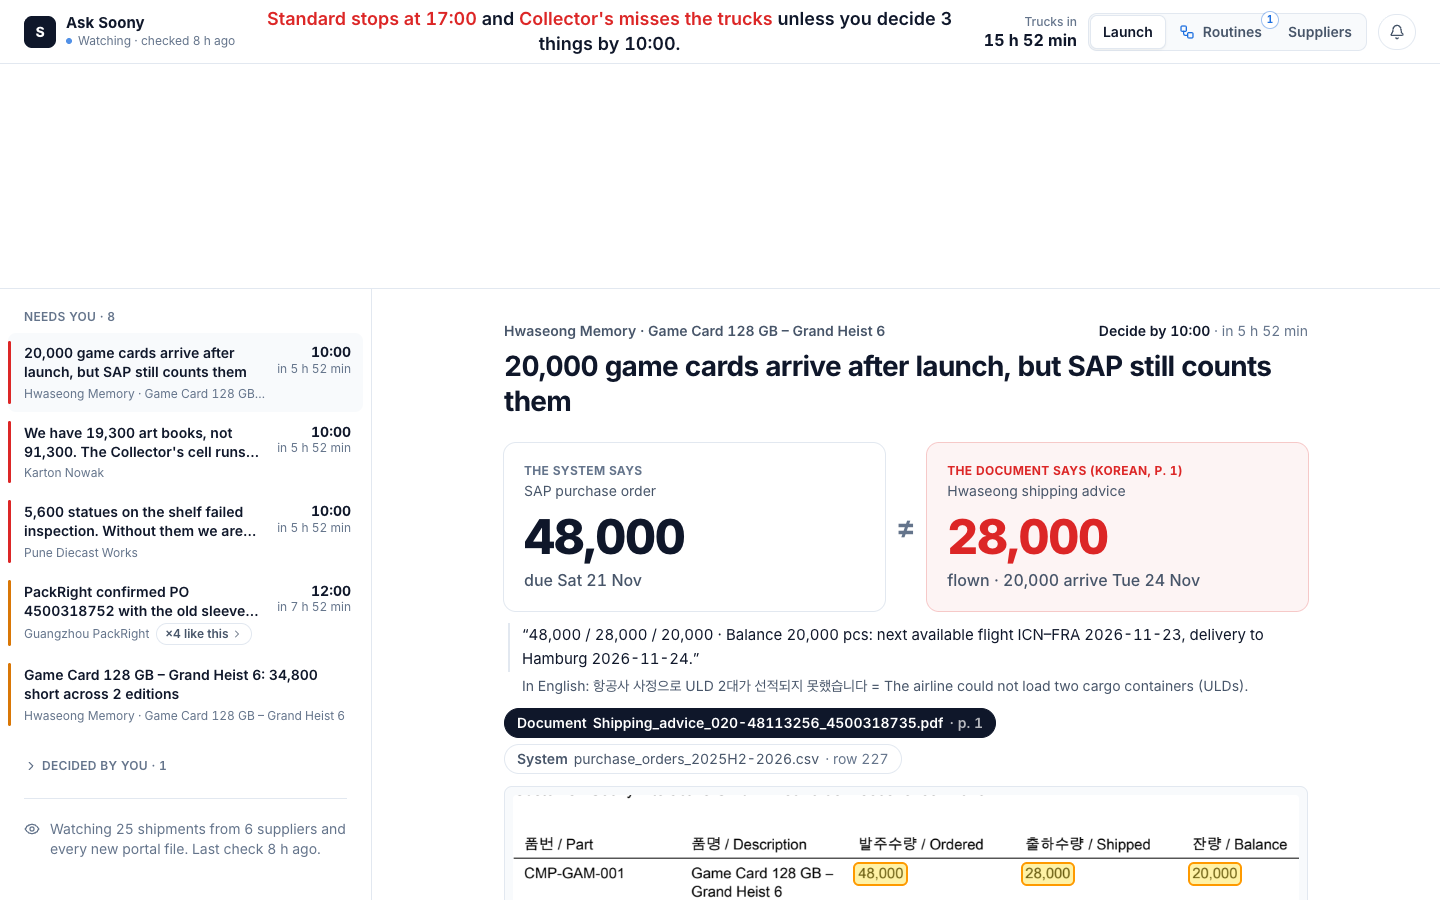 S
Ask Soony
Watching · checked 8 h ago
Standard stops at 17:00 and Collector's misses the trucks unless you decide 3
things by 10:00.
Trucks in
15 h 52 min
Launch
Routines
1
Suppliers
NEEDS YOU · 8
20,000 game cards arrive after
launch, but SAP still counts them
10:00
in 5 h 52 min
Hwaseong Memory · Game Card 128 GB...
We have 19,300 art books, not
91,300. The Collector's cell runs...
10:00
in 5 h 52 min
Karton Nowak
5,600 statues on the shelf failed
inspection. Without them we are...
10:00
in 5 h 52 min
Pune Diecast Works
PackRight confirmed PO
4500318752 with the old sleeve...
12:00
in 7 h 52 min
Guangzhou PackRight
×4 like this
Game Card 128 GB – Grand Heist 6: 34,800
short across 2 editions
Hwaseong Memory · Game Card 128 GB – Grand Heist 6
DECIDED BY YOU · 1
Watching 25 shipments from 6 suppliers and
every new portal file. Last check 8 h ago.
Hwaseong Memory · Game Card 128 GB – Grand Heist 6
Decide by 10:00 · in 5 h 52 min
20,000 game cards arrive after launch, but SAP still counts
them
THE SYSTEM SAYS
SAP purchase order
48,000
due Sat 21 Nov
≠
THE DOCUMENT SAYS (KOREAN, P. 1)
Hwaseong shipping advice
28,000
flown · 20,000 arrive Tue 24 Nov
“48,000 / 28,000 / 20,000 · Balance 20,000 pcs: next available flight ICN–FRA 2026-11-23, delivery to
Hamburg 2026-11-24.”
In English: 항공사 사정으로 ULD 2대가 선적되지 못했습니다 = The airline could not load two cargo containers (ULDs).
Document Shipping_advice_020-48113256_4500318735.pdf · p. 1
System purchase_orders_2025H2-2026.csv · row 227
품번 / Part
품명 / Description
발주수량 / Ordered
출하수량 / Shipped
잔량 / Balance
CMP-GAM-001
Game Card 128 GB –
Grand Heist 6
48,000
28,000
20,000